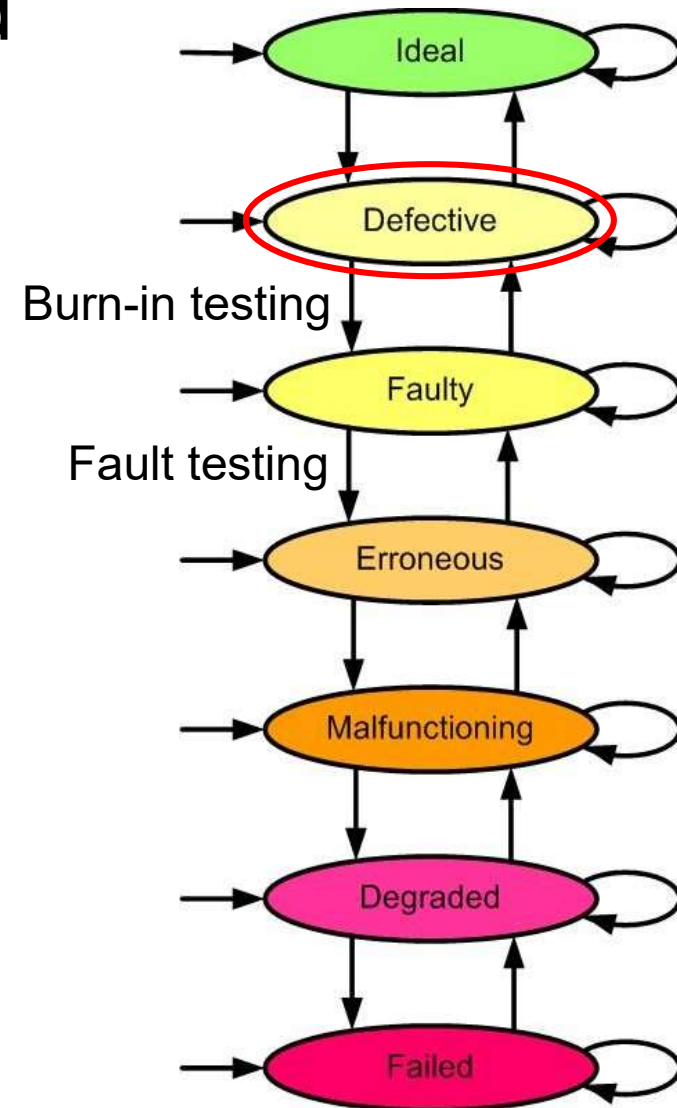 Ideal
Defective
Burn-in testing
Faulty
Fault testing
Erroneous
Malfunctioning
Degraded
Failed